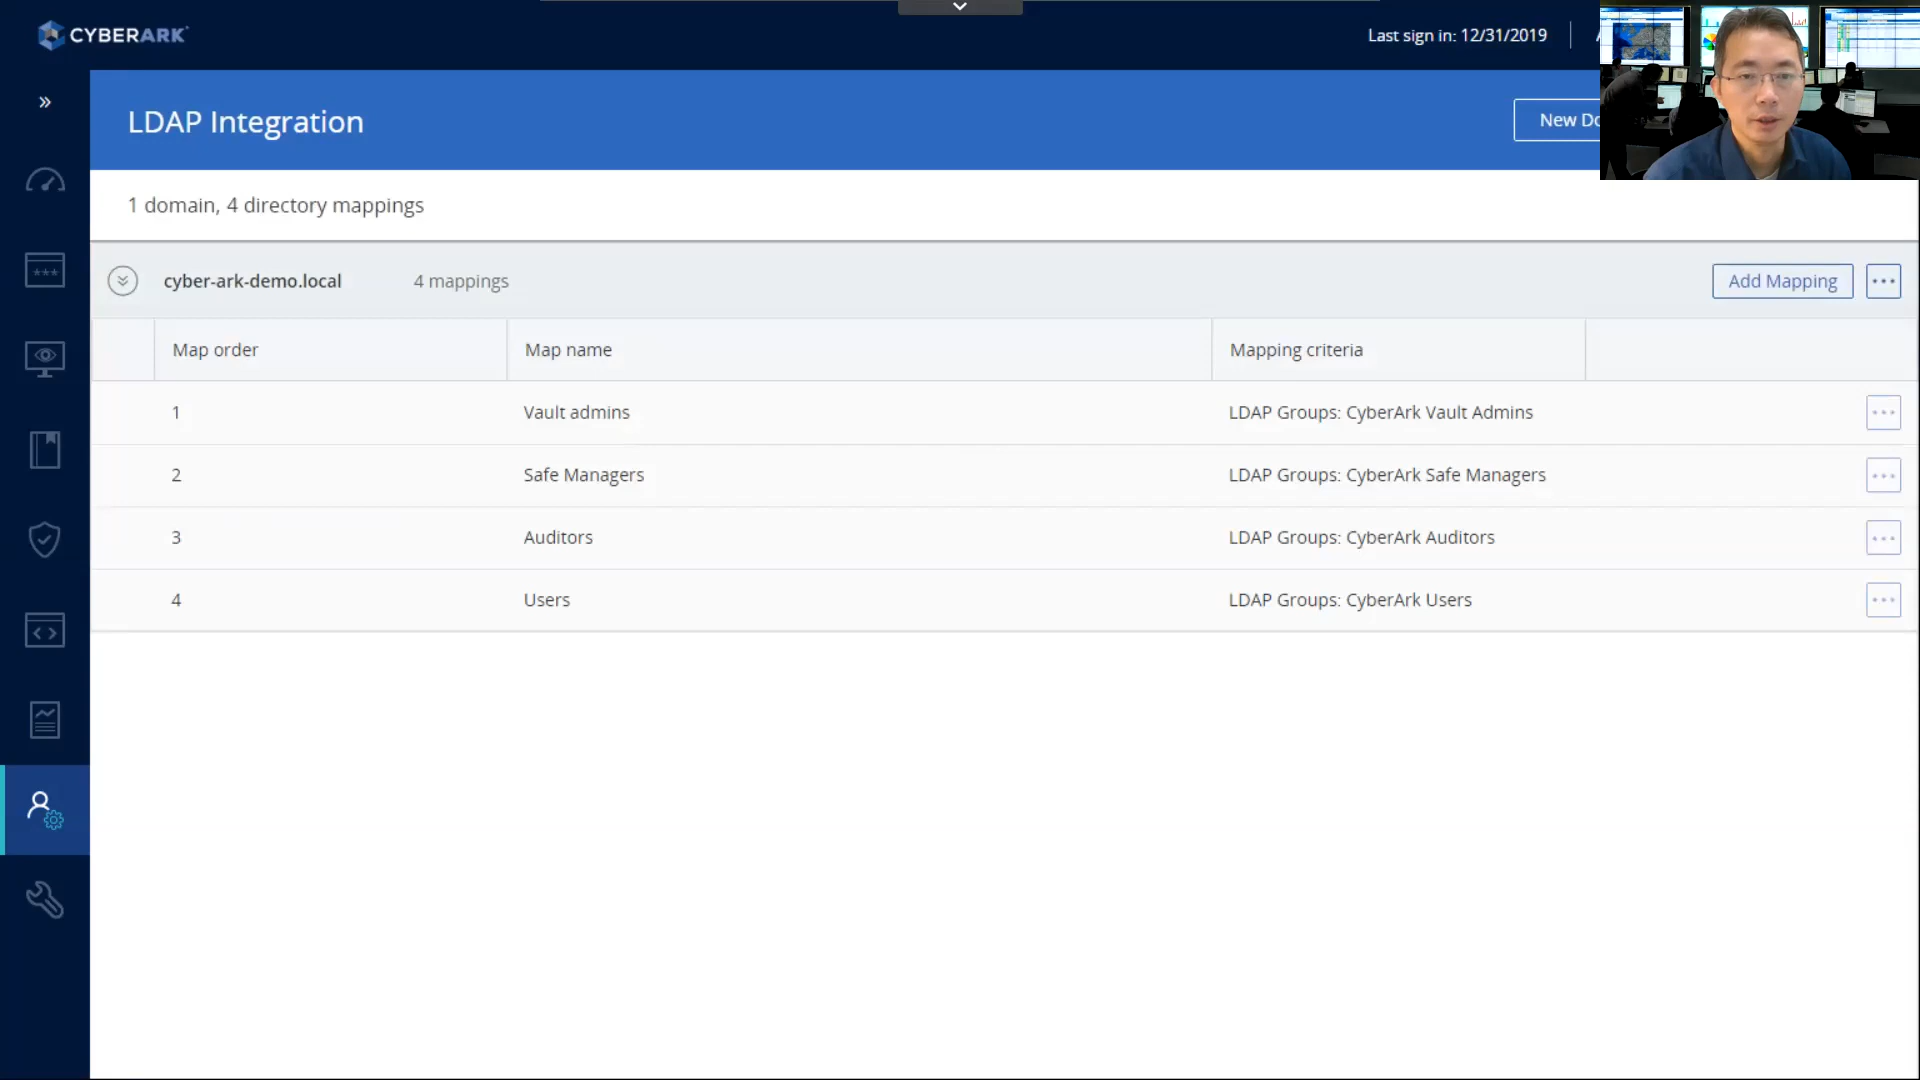 CYBERARK
Last sign in: 12/31/2019
LDAP Integration
New Do
1 domain, 4 directory mappings
cyber-ark-demo.local
4 mappings
Add Mapping
Map order
Map name
Mapping criteria
1
Vault admins
LDAP Groups: CyberArk Vault Admins
2
Safe Managers
LDAP Groups: CyberArk Safe Managers
3
Auditors
LDAP Groups: CyberArk Auditors
4
Users
LDAP Groups: CyberArk Users